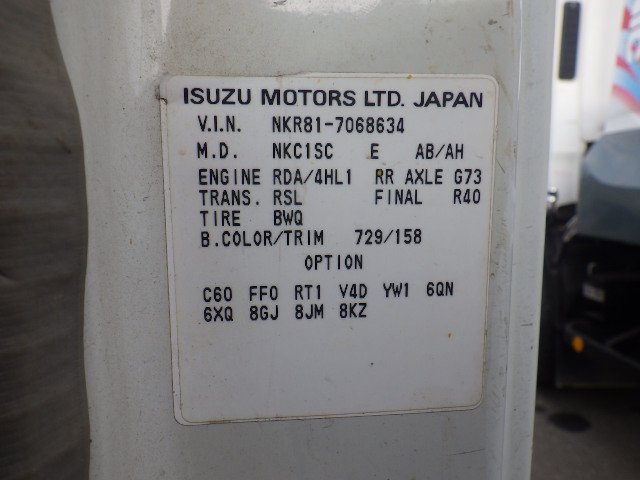 ISUZU MOTORS LTD. JAPAN
V.I.N. NKR81-7068634
M.D. NKC1SC E AB/AH
ENGINE RDA/4HL1 RR AXLE G73
TRANS. RSL FINAL R40
TIRE BWQ
B.COLOR/TRIM 729/158
OPTION
C60 FF0 RT1 V4D YW1 6QN
6XQ 8GJ 8JM 8KZ